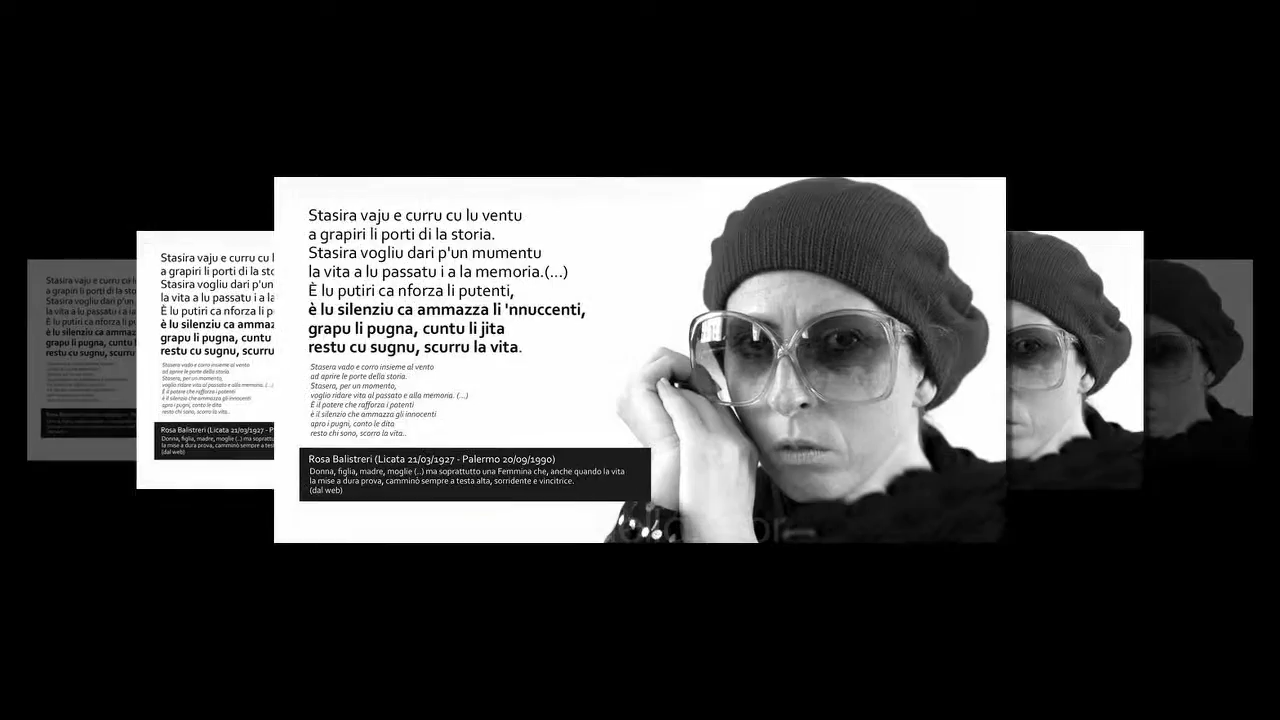 Stasira vaju e curru cu lu ventu
a grapiri li porti di la storia.
Stasira vogliu dari p'un mumentu
la vita a lu passatu i a la memoria.(...)
È lu putiri ca nforza li putenti,
è lu silenziu ca ammazza li 'nnuccenti,
grapu li pugna, cuntu li jita
restu cu sugnu, scurru la vita.
Stasera vado e corro insieme al vento
ad aprire le porte della storia.
Stasera, per un momento,
voglio ridare vita al passato e alla memoria. (...)
È il potere che rafforza i potenti
è il silenzio che ammazza gli innocenti
apro i pugni, conto le dita
resto chi sono, scorro la vita..
Rosa Balistreri (Licata 21/03/1927 - Palermo 20/09/1990)
Donna, figlia, madre, moglie (..) ma soprattutto una Femmina che, anche quando la vita
la mise a dura prova, camminò sempre a testa alta, sorridente e vincitrice.
(dal web)